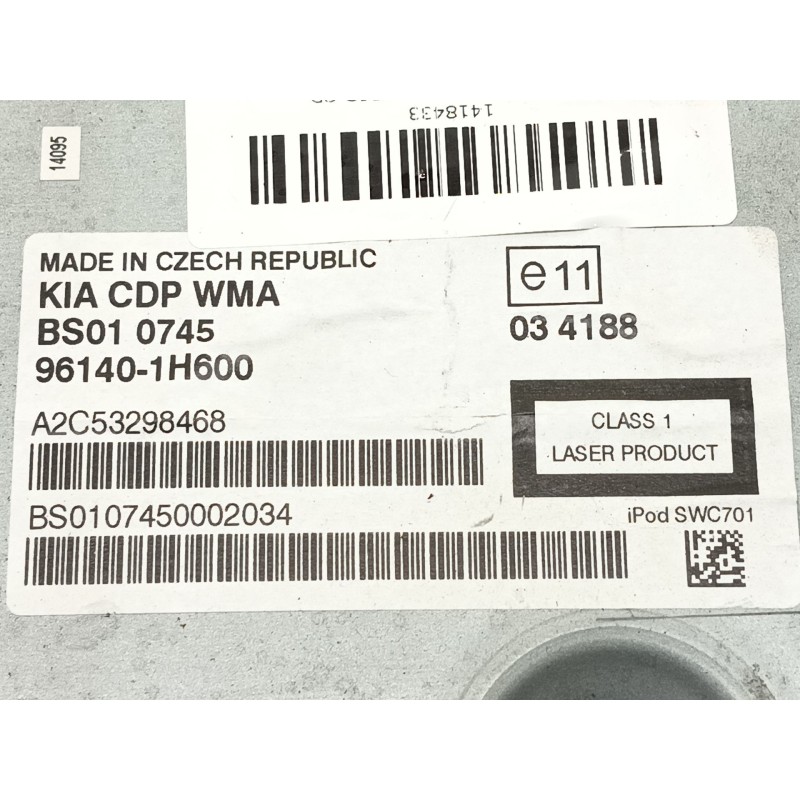 1418433
14095
MADE IN CZECH REPUBLIC
KIA CDP WMA
BS01 0745
96140-1H600
e11
03 4188
A2C53298468
CLASS 1
LASER PRODUCT
BS0107450002034
iPod SWC701